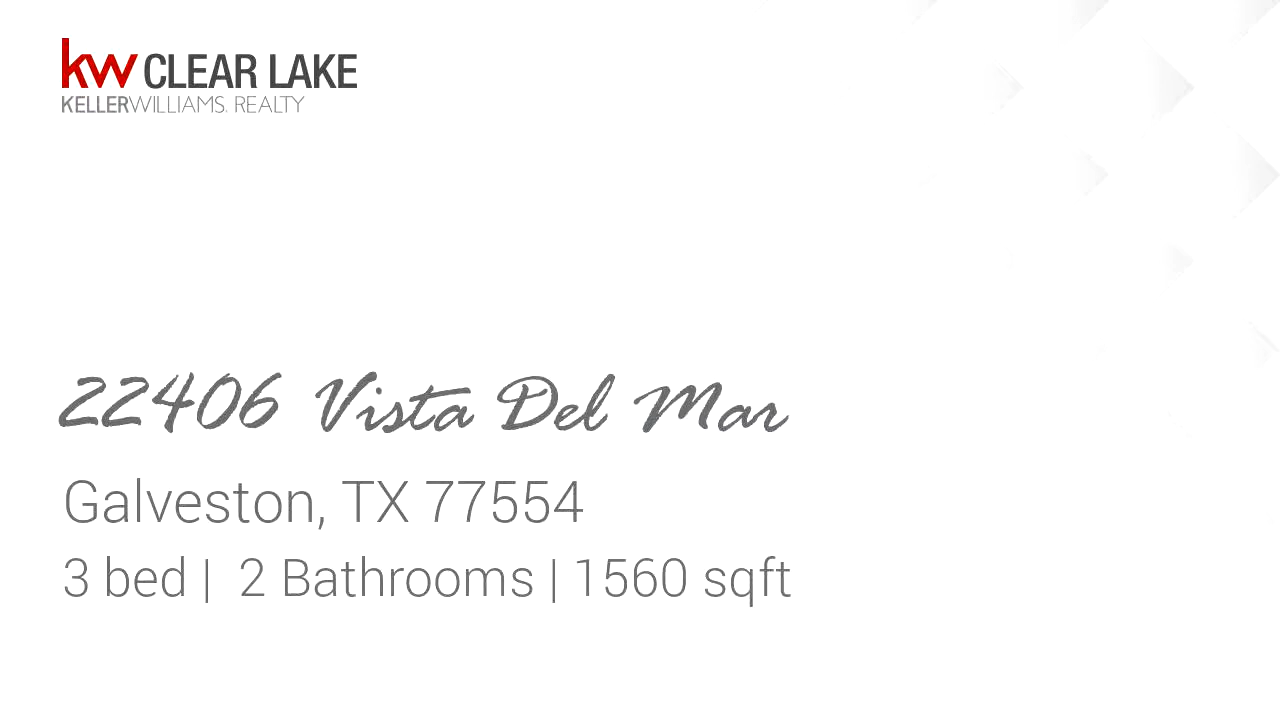 kw CLEAR LAKE
KELLERWILLIAMS. REALTY
22406 Vista Del Mar
Galveston, TX 77554
3 bed | 2 Bathrooms | 1560 sqft